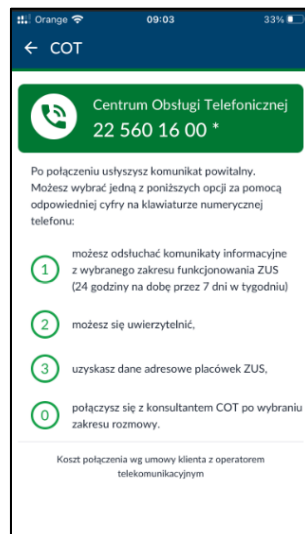 Orange 09:03 33%
← COT
Centrum Obsługi Telefonicznej
22 560 16 00 *
Po połączeniu usłyszysz komunikat powitalny.
Możesz wybrać jedną z poniższych opcji za pomocą
odpowiedniej cyfry na klawiaturze numerycznej
telefonu:
1 możesz odsłuchać komunikaty informacyjne
z wybranego zakresu funkcjonowania ZUS
(24 godziny na dobę przez 7 dni w tygodniu)
2 możesz się uwierzytelnić,
3 uzyskasz dane adresowe placówek ZUS,
0 połączysz się z konsultantem COT po wybraniu
zakresu rozmowy.
Koszt połączenia wg umowy klienta z operatorem
telekomunikacyjnym